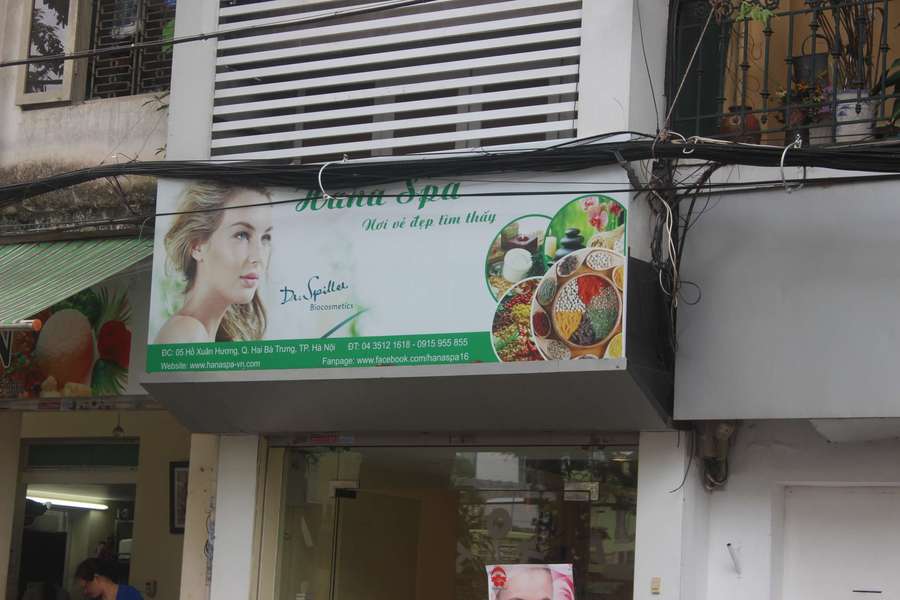 Hana Spa
Nơi vẻ đẹp tìm thấy
Dr. Spiller
Biocosmetics
ĐC: 05 Hồ Xuân Hương, Q. Hai Bà Trưng, TP. Hà Nội ĐT: 04 3512 1618 - 0915 955 855
Website: www.hanaspa-vn.com Fanpage: www.facebook.com/hanaspa16